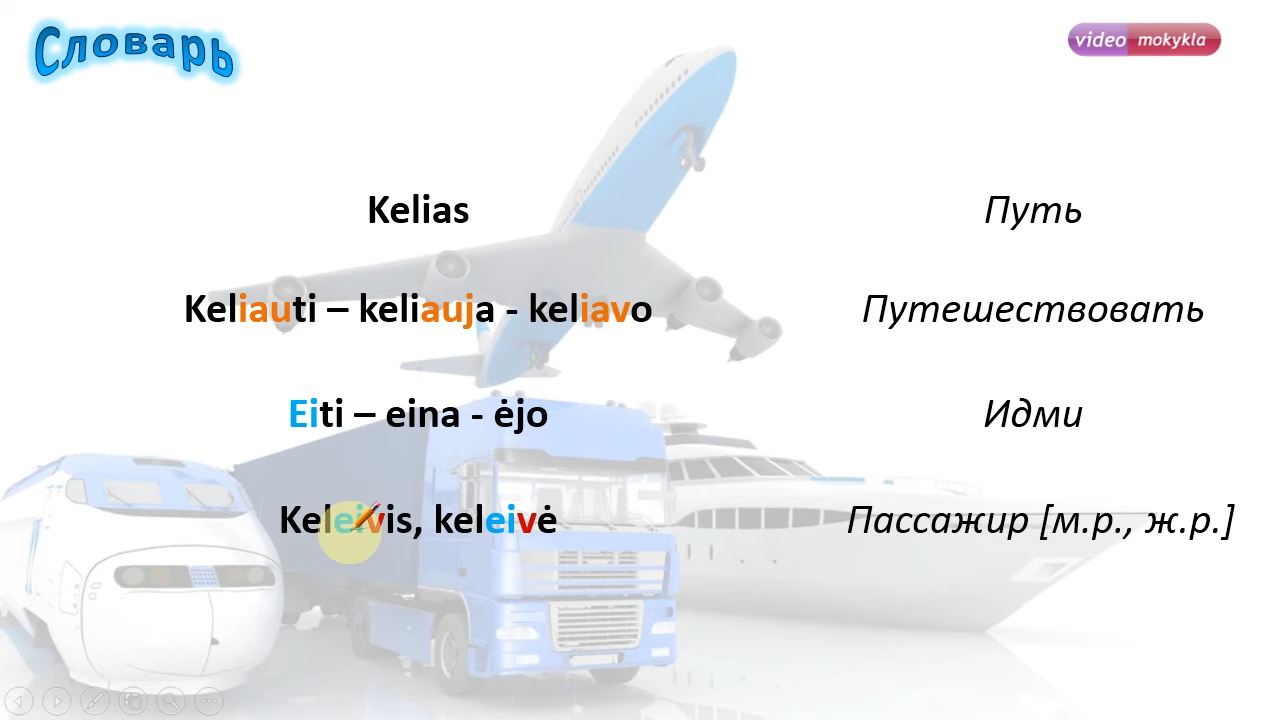 Словарь
video mokykla
Kelias Путь
Keliauti – keliauja - keliavo Путешествовать
Eiti – eina - ėjo Идми
Keleivis, keleivė Пассажир [м.р., ж.р.]